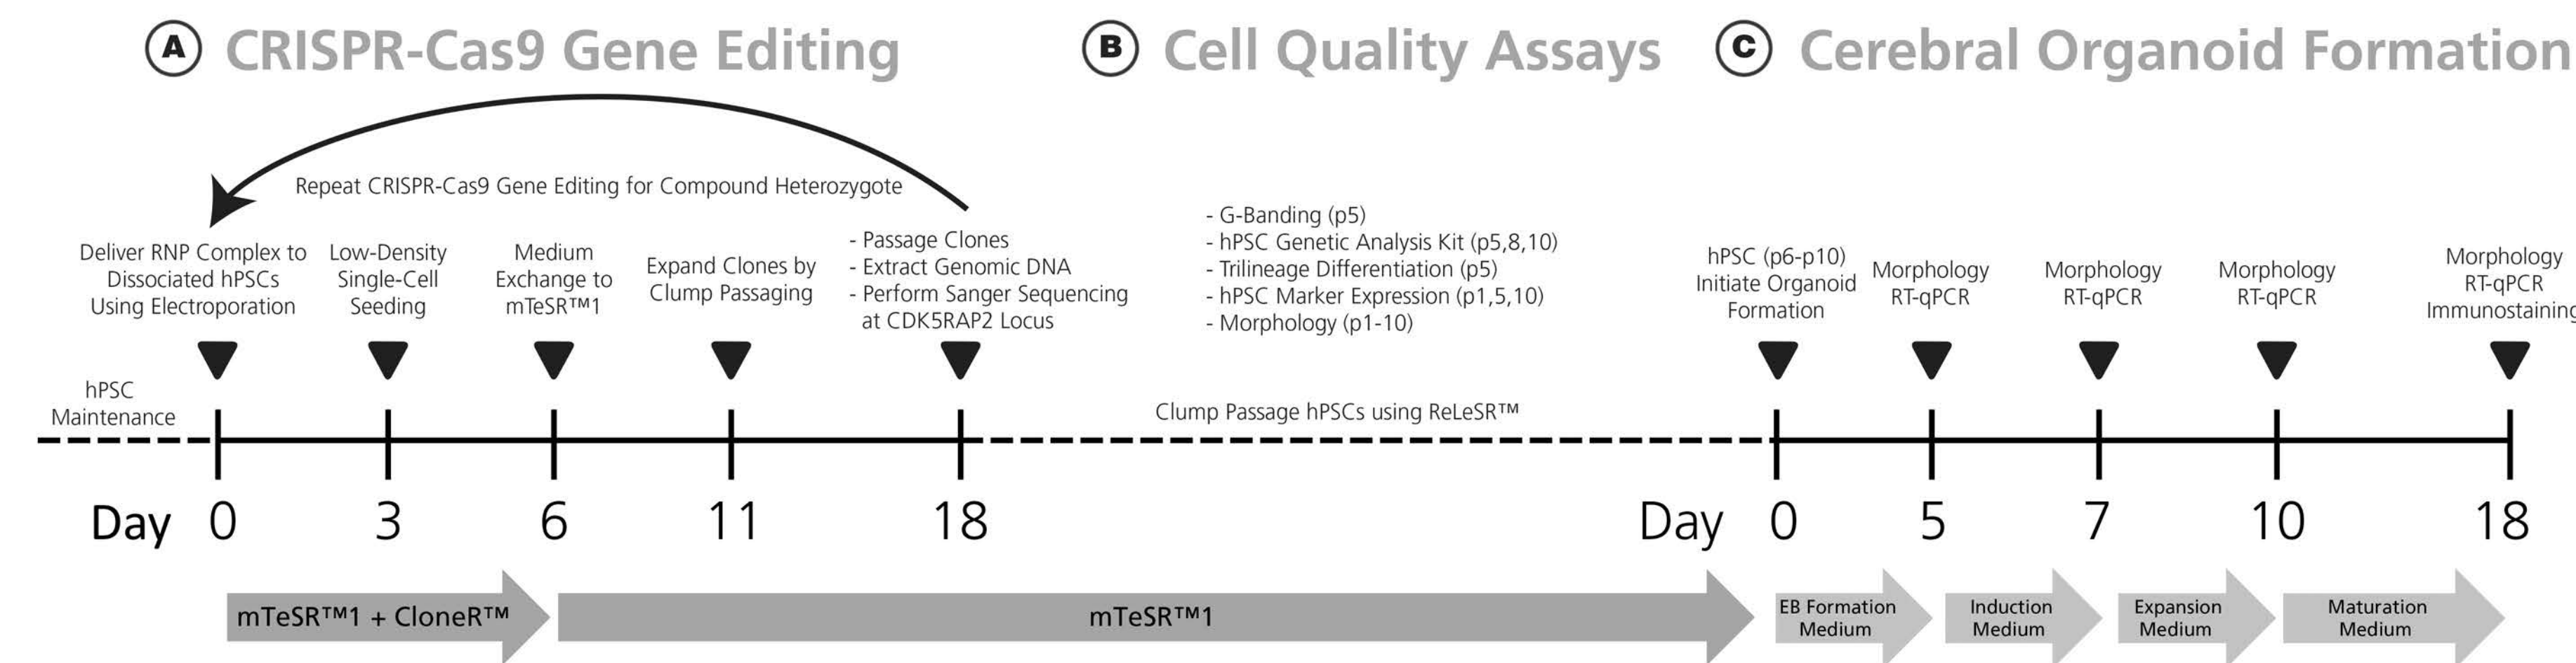 A CRISPR-Cas9 Gene Editing
B Cell Quality Assays
C Cerebral Organoid Formation
Repeat CRISPR-Cas9 Gene Editing for Compound Heterozygote
hPSC
Maintenance
Deliver RNP Complex to
Dissociated hPSCs
Using Electroporation
Low-Density
Single-Cell
Seeding
Medium
Exchange to
mTeSR™1
Expand Clones by
Clump Passaging
- Passage Clones
- Extract Genomic DNA
- Perform Sanger Sequencing
at CDK5RAP2 Locus
- G-Banding (p5)
- hPSC Genetic Analysis Kit (p5,8,10)
- Trilineage Differentiation (p5)
- hPSC Marker Expression (p1,5,10)
- Morphology (p1-10)
Clump Passage hPSCs using ReLeSR™
hPSC (p6-p10)
Initiate Organoid
Formation
Morphology
RT-qPCR
Morphology
RT-qPCR
Morphology
RT-qPCR
Morphology
RT-qPCR
Immunostaining
Day 0 3 6 11 18
Day 0 5 7 10 18
mTeSR™1 + CloneR™
mTeSR™1
EB Formation
Medium
Induction
Medium
Expansion
Medium
Maturation
Medium